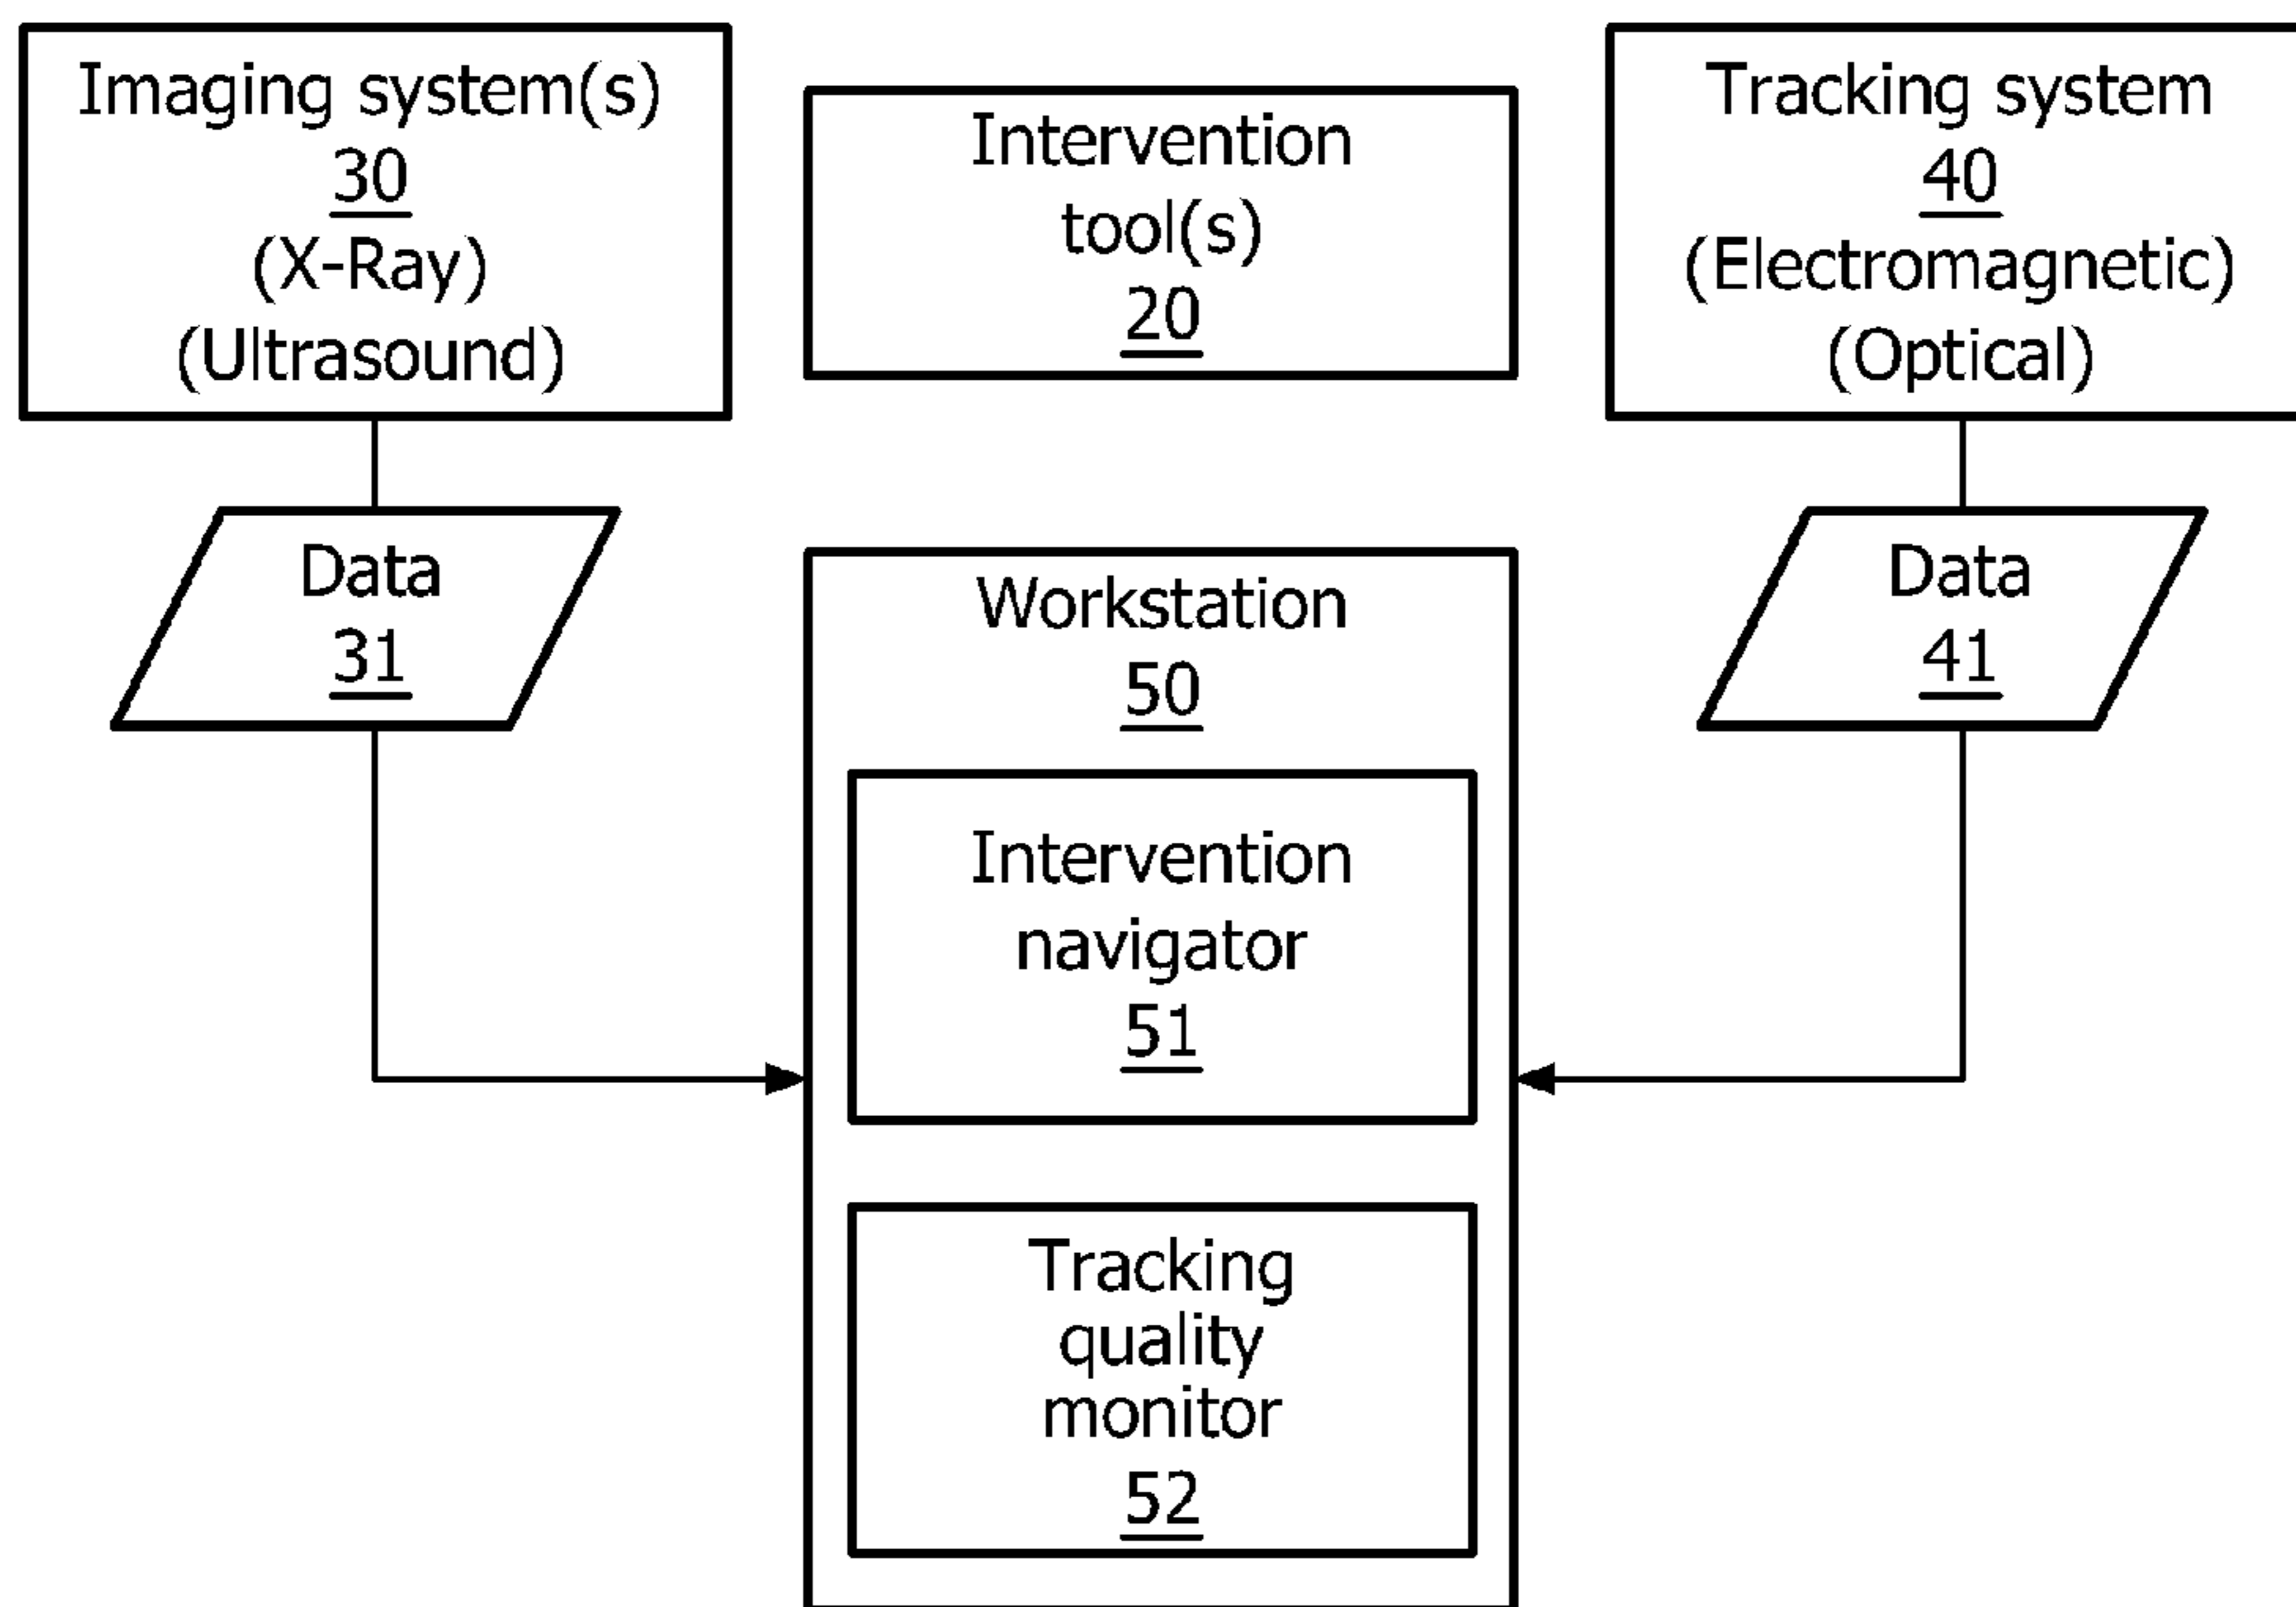 Imaging system(s)
30
(X-Ray)
(Ultrasound)
Intervention
tool(s)
20
Tracking system
40
(Electromagnetic)
(Optical)
Data
31
Workstation
50
Data
41
Intervention
navigator
51
Tracking
quality
monitor
52